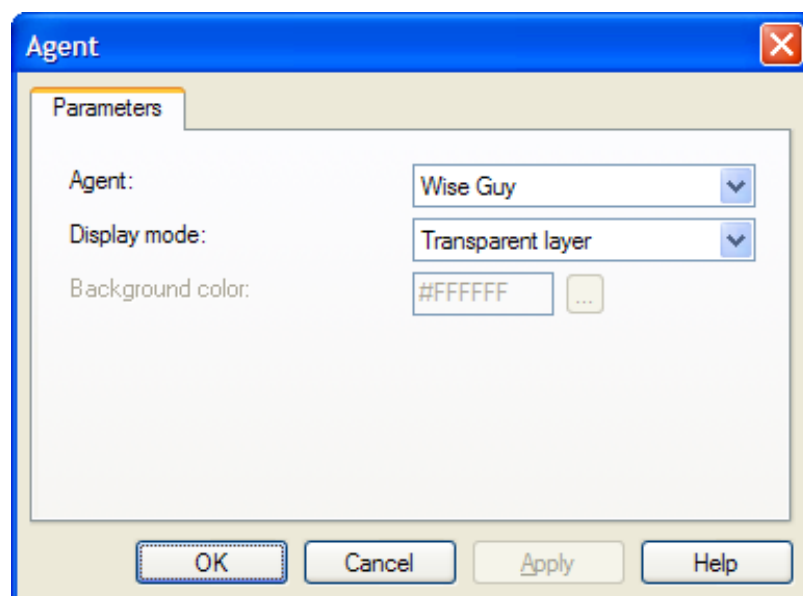 Agent
Parameters
Agent: Wise Guy
Display mode: Transparent layer
Background color: #FFFFFF ...
OK Cancel Apply Help